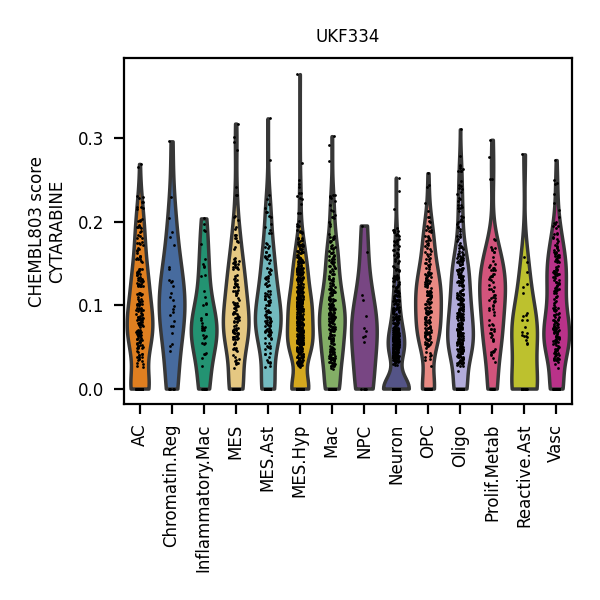 UKF334
CHEMBL803 score
CYTARABINE
0.3
0.2
0.1
0.0
AC
Chromatin.Reg
Inflammatory.Mac
MES
MES.Ast
MES.Hyp
Mac
NPC
Neuron
OPC
Oligo
Prolif.Metab
Reactive.Ast
Vasc